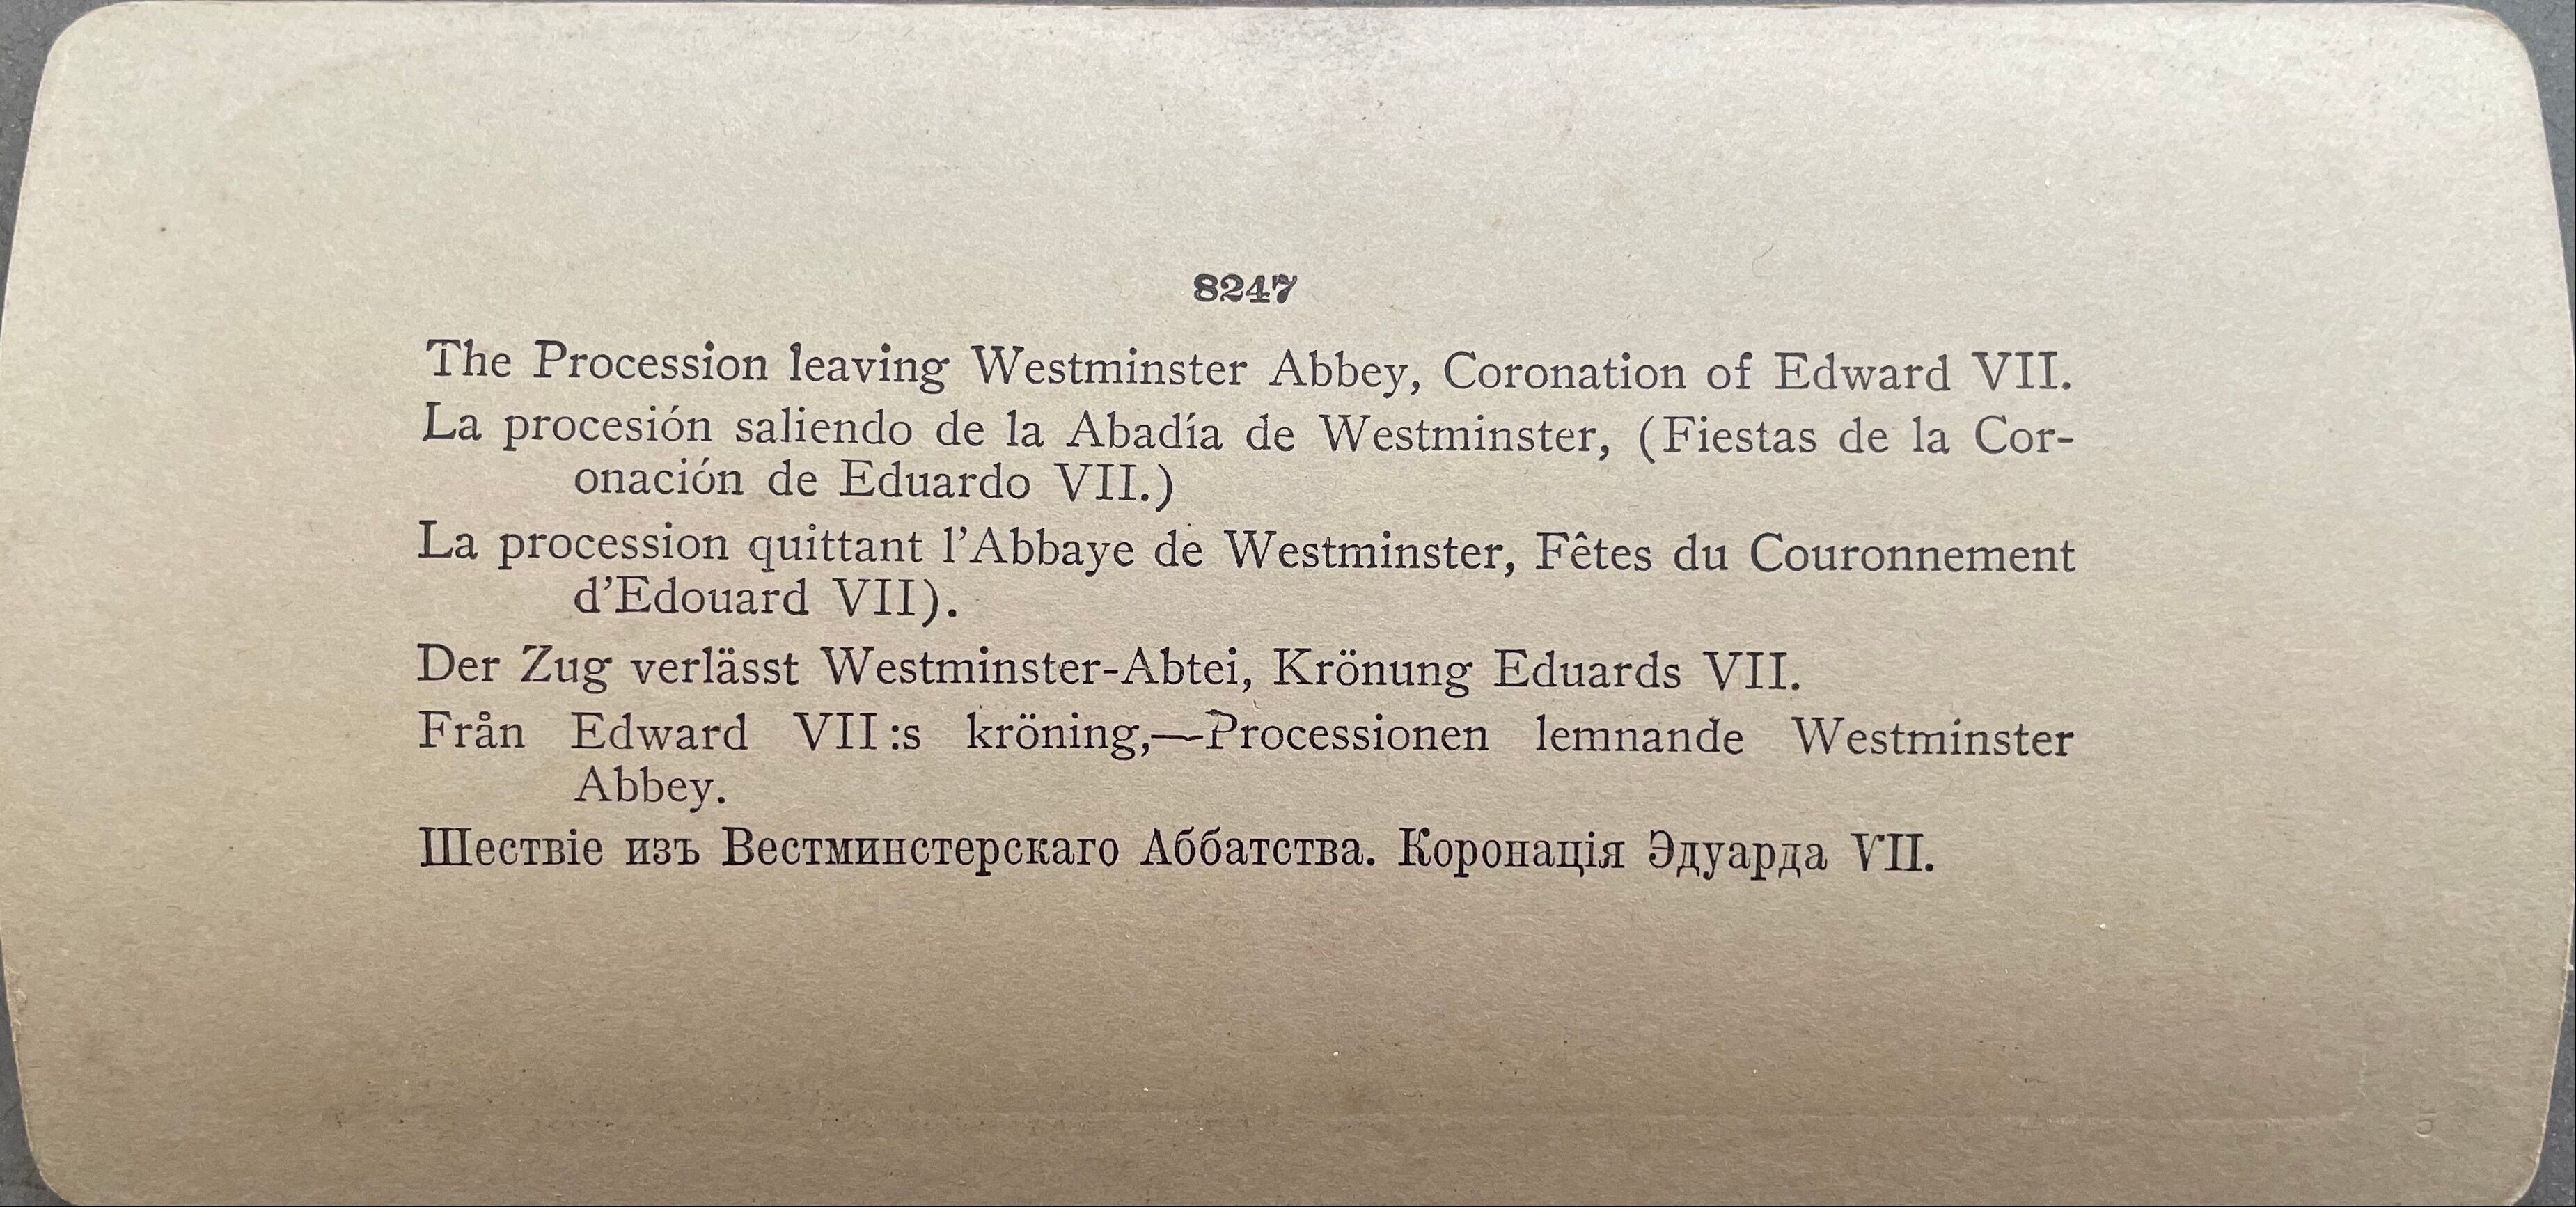 8247
The Procession leaving Westminster Abbey, Coronation of Edward VII.
La procesión saliendo de la Abadía de Westminster, (Fiestas de la Cor-
onación de Eduardo VII.)
La procession quittant l'Abbaye de Westminster, Fêtes du Couronnement
d'Edouard VII).
Der Zug verlässt Westminster-Abtei, Krönung Eduards VII.
Från Edward VII:s kröning,—Processionen lemnande Westminster
Abbey.
Шествіе изъ Вестминстерскаго Аббатства. Коронація Эдуарда VII.